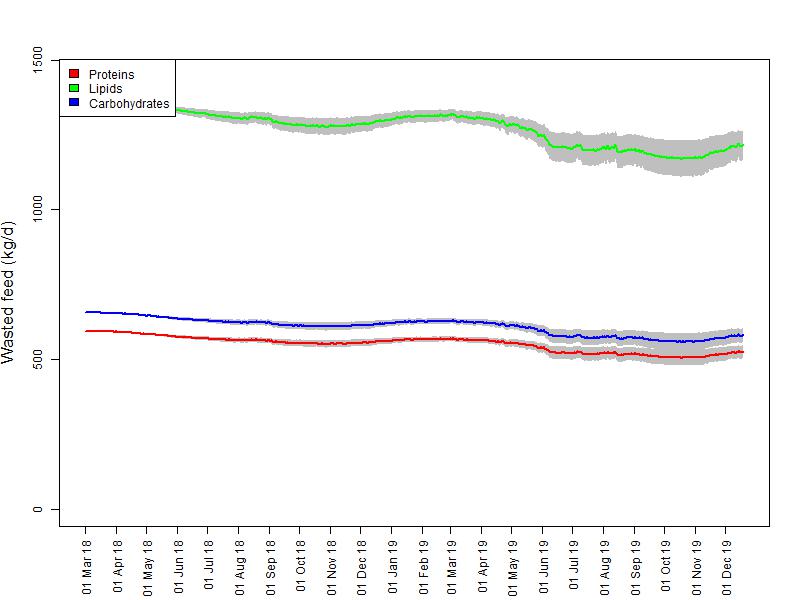 Proteins
Lipids
Carbohydrates
Wasted feed (kg/d)
1500
1000
500
0
01 Mar 18
01 Apr 18
01 May 18
01 Jun 18
01 Jul 18
01 Aug 18
01 Sep 18
01 Oct 18
01 Nov 18
01 Dec 18
01 Jan 19
01 Feb 19
01 Mar 19
01 Apr 19
01 May 19
01 Jun 19
01 Jul 19
01 Aug 19
01 Sep 19
01 Oct 19
01 Nov 19
01 Dec 19